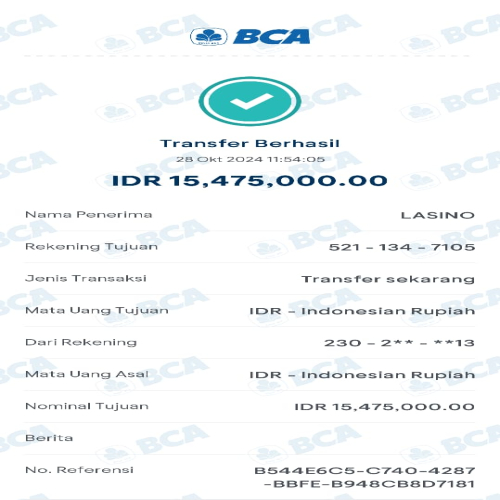 BCA
Transfer Berhasil
28 Okt 2024 11:54:05
IDR 15,475,000.00
Nama Penerima LASINO
Rekening Tujuan 521 - 134 - 7105
Jenis Transaksi Transfer sekarang
Mata Uang Tujuan IDR - Indonesian Rupiah
Dari Rekening 230 - 2** - **13
Mata Uang Asal IDR - Indonesian Rupiah
Nominal Tujuan IDR 15,475,000.00
Berita
No. Referensi B544E6C5-C740-4287
-BBFE-B948CB8D7181